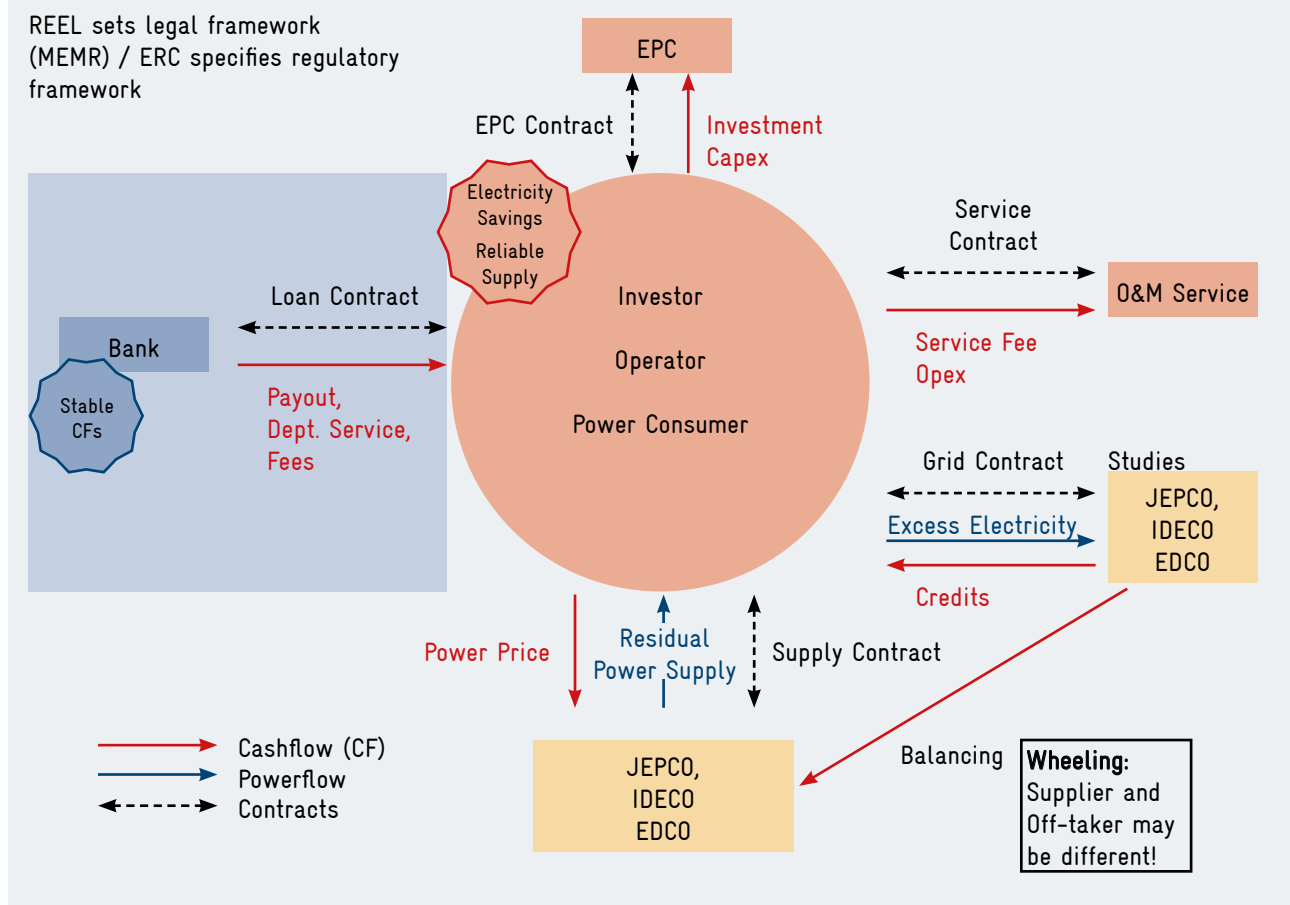 REEL sets legal framework
(MEMR) / ERC specifies regulatory
framework
EPC
EPC Contract
Investment
Capex
Electricity
Savings
Reliable
Supply
Service
Contract
Loan Contract
Investor
O&M Service
Bank
Operator
Service Fee
Opex
Stable
CFs
Payout,
Dept. Service,
Fees
Power Consumer
Grid Contract
Studies
JEPCO,
IDECO
EDCO
Excess Electricity
Credits
Power Price
Residual
Power Supply
Supply Contract
Cashflow (CF)
Powerflow
Contracts
JEPCO,
IDECO
EDCO
Balancing
Wheeling:
Supplier and
Off-taker may
be different!